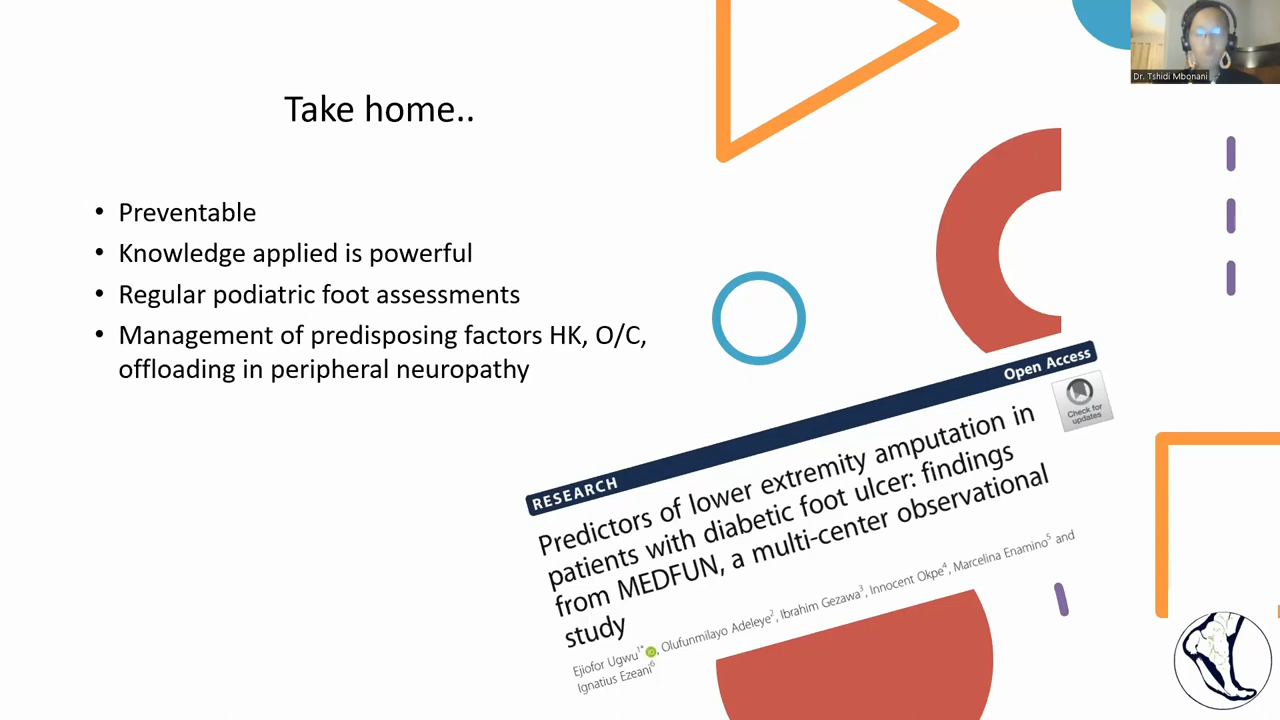 Dr. Tshidi Mbonani
Take home..
• Preventable
• Knowledge applied is powerful
• Regular podiatric foot assessments
• Management of predisposing factors HK, O/C,
offloading in peripheral neuropathy
RESEARCH
Open Access
Check for
updates
Predictors of lower extremity amputation in
patients with diabetic foot ulcer: findings
from MEDFUN, a multi-center observational
study
Ejiofor Ugwu1*, Olufunmilayo Adeleye2, Ibrahim Gezawa3, Innocent Okpe4, Marcelina Enamino5 and
Ignatius Ezeani6